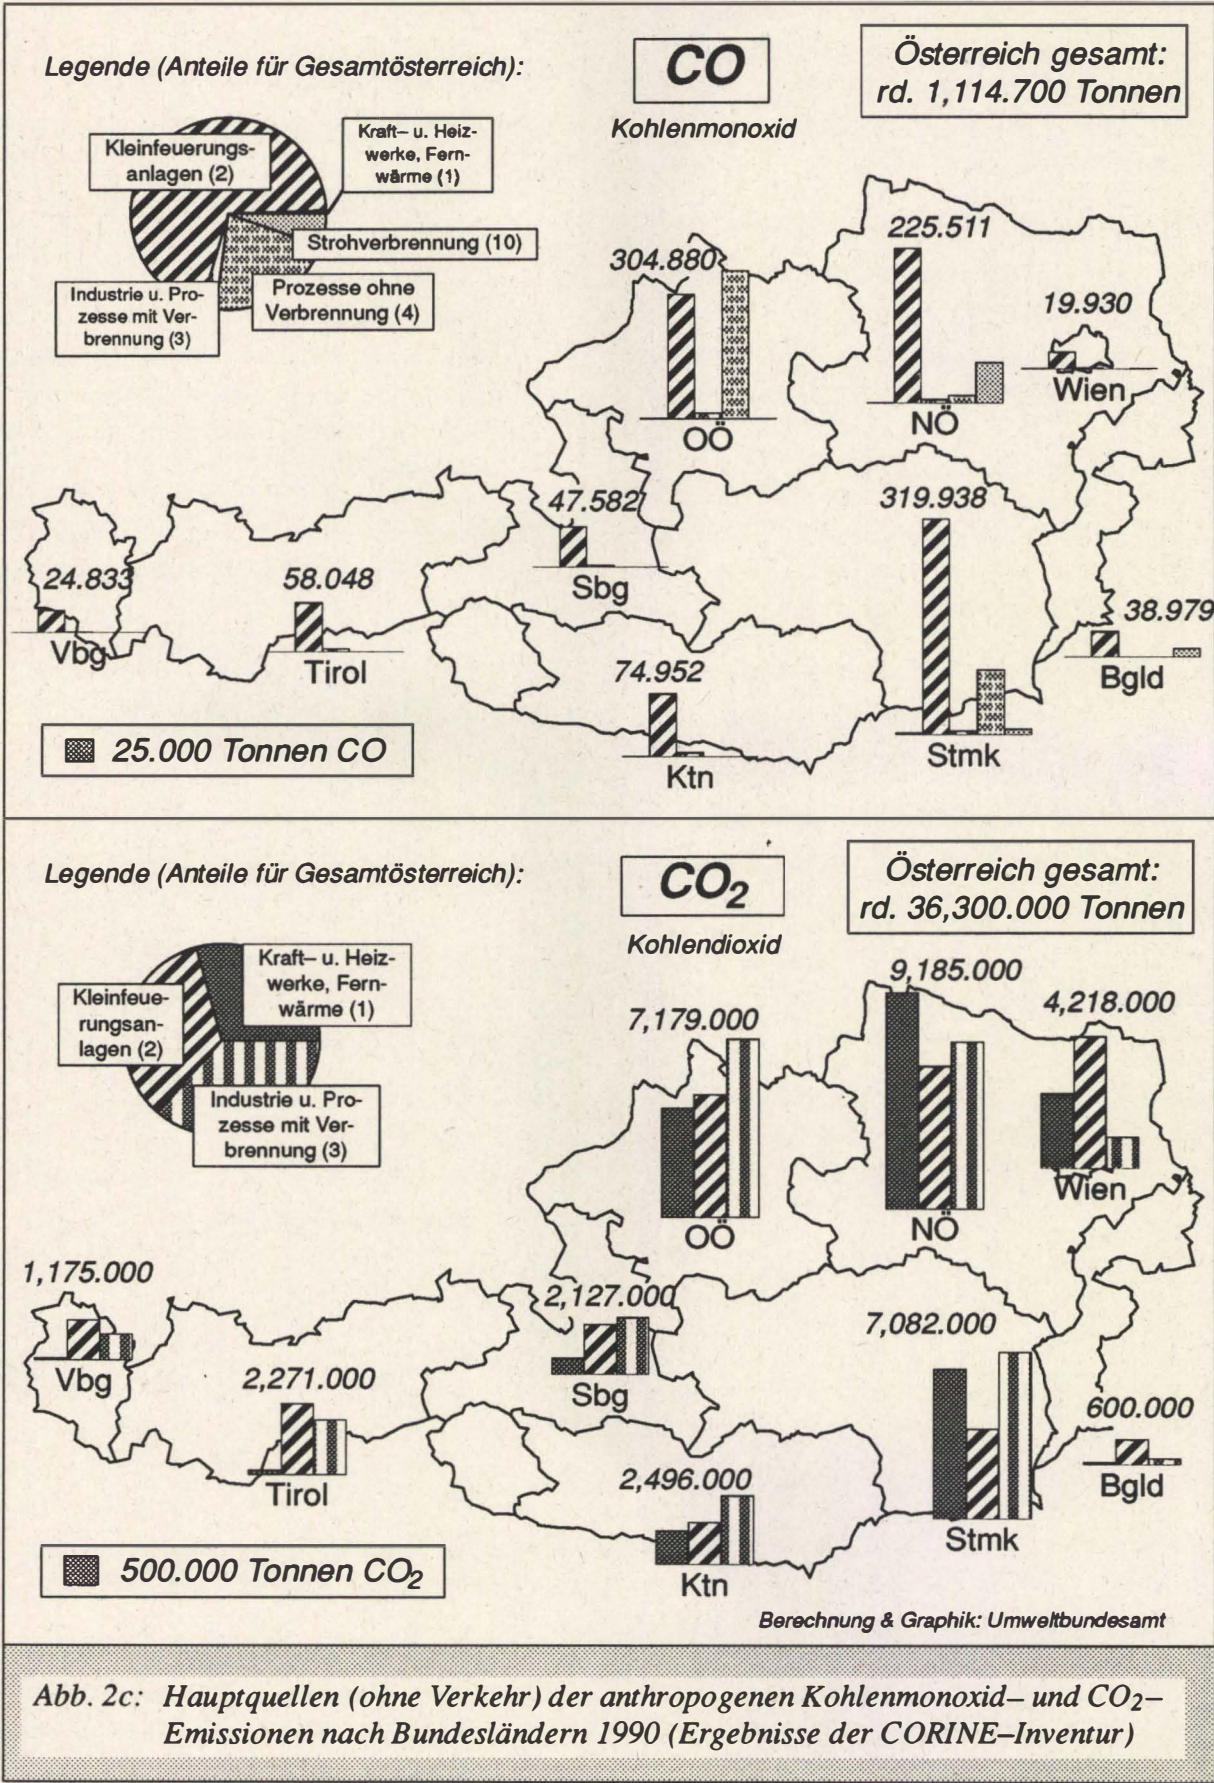 Legende (Anteile für Gesamtösterreich):
CO
Kohlenmonoxid
Österreich gesamt:
rd. 1,114.700 Tonnen
Kleinfeuerungs-
anlagen (2)
Kraft– u. Heiz-
werke, Fern-
wärme (1)
Strohverbrennung (10)
Prozesse ohne
Verbrennung (4)
Industrie u. Pro-
zesse mit Ver-
brennung (3)
304.880
OÖ
225.511
NÖ
19.930
Wien
47.582
Sbg
319.938
Stmk
24.833
Vbg
58.048
Tirol
74.952
Ktn
38.979
Bgld
25.000 Tonnen CO
Legende (Anteile für Gesamtösterreich):
CO2
Kohlendioxid
Österreich gesamt:
rd. 36,300.000 Tonnen
Kleinfeue-
rungsan-
lagen (2)
Kraft– u. Heiz-
werke, Fern-
wärme (1)
Industrie u. Pro-
zesse mit Ver-
brennung (3)
7,179.000
OÖ
9,185.000
NÖ
4,218.000
Wien
1,175.000
Vbg
2,271.000
Tirol
2,127.000
Sbg
7,082.000
Stmk
600.000
Bgld
2,496.000
Ktn
500.000 Tonnen CO2
Berechnung & Graphik: Umweltbundesamt
Abb. 2c: Hauptquellen (ohne Verkehr) der anthropogenen Kohlenmonoxid– und CO2–
Emissionen nach Bundesländern 1990 (Ergebnisse der CORINE–Inventur)